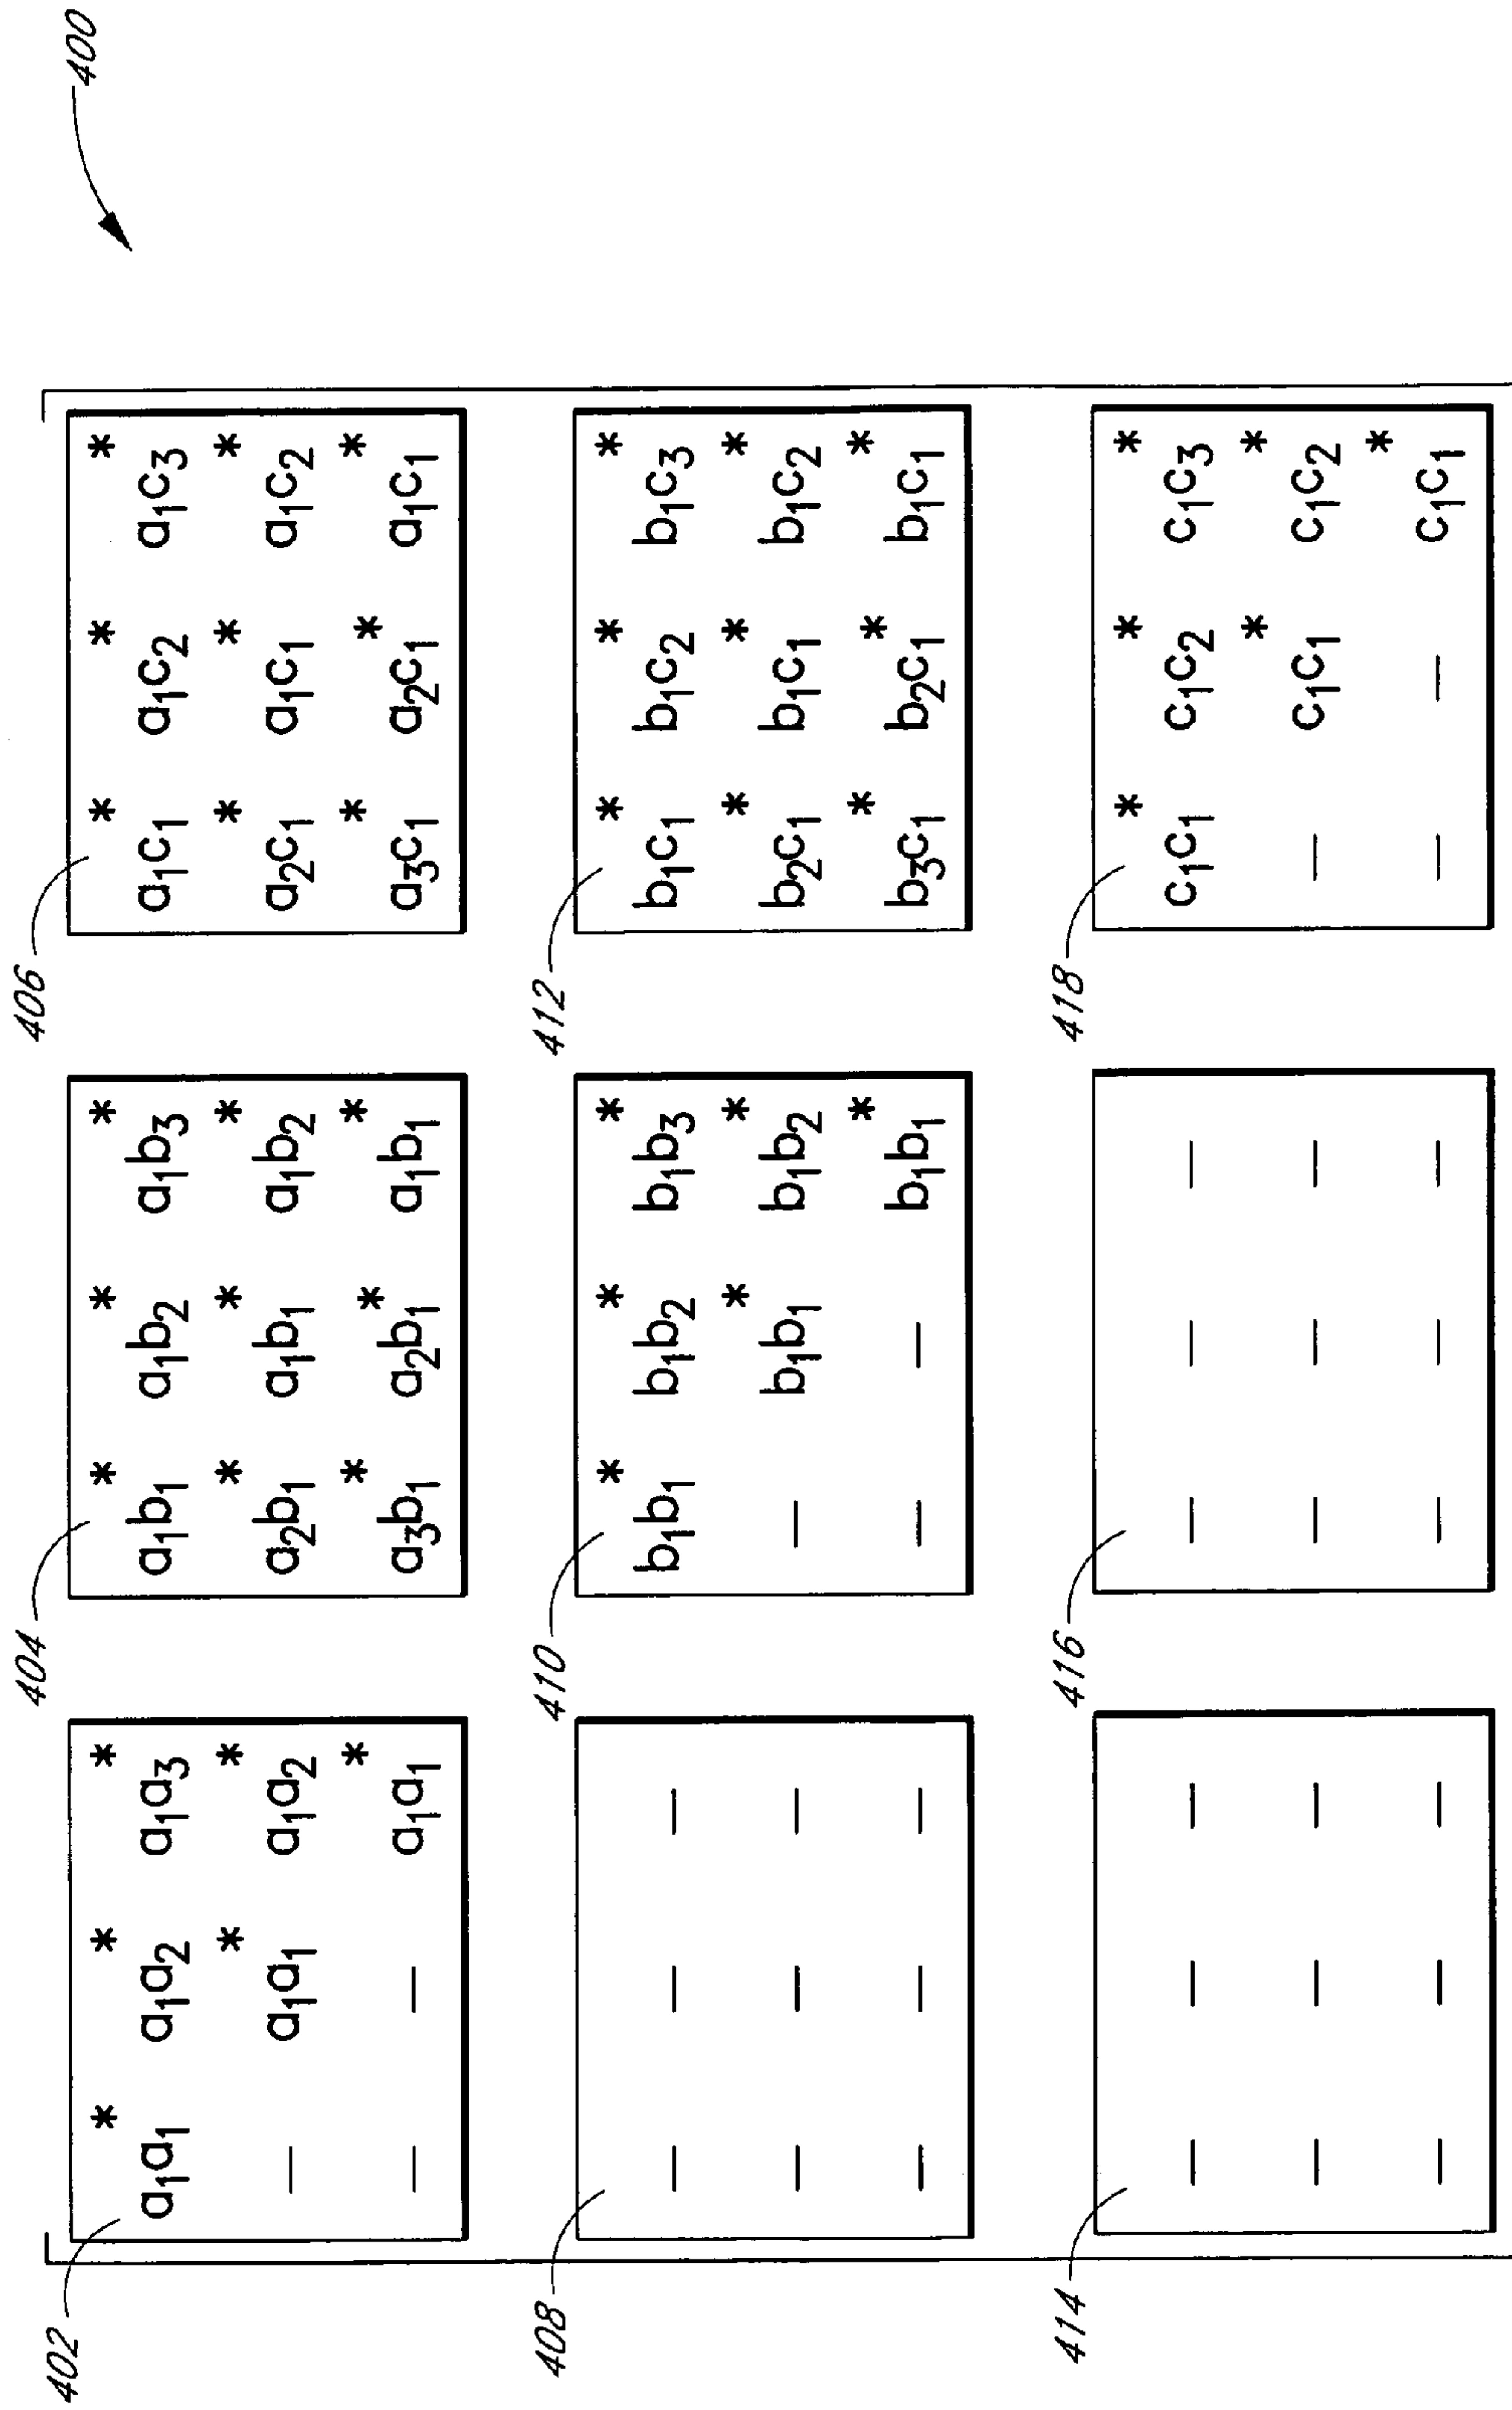 402 404 406 400
a₁a₁* a₁a₂* a₁a₃* a₁b₁* a₁b₂* a₁b₃* a₁c₁* a₁c₂* a₁c₃*
– a₁a₁* a₁a₂* a₂b₁* a₁b₁* a₁b₂* a₂c₁* a₁c₁* a₁c₂*
– – a₁a₁* a₃b₁* a₂b₁* a₁b₁* a₃c₁* a₂c₁* a₁c₁*
408 410 412
– – – b₁b₁* b₁b₂* b₁b₃* b₁c₁* b₁c₂* b₁c₃*
– – – – b₁b₁* b₁b₂* b₂c₁* b₁c₁* b₁c₂*
– – – – – b₁b₁* b₃c₁* b₂c₁* b₁c₁*
414 416 418
– – – – – – c₁c₁* c₁c₂* c₁c₃*
– – – – – – – c₁c₁* c₁c₂*
– – – – – – – – c₁c₁*